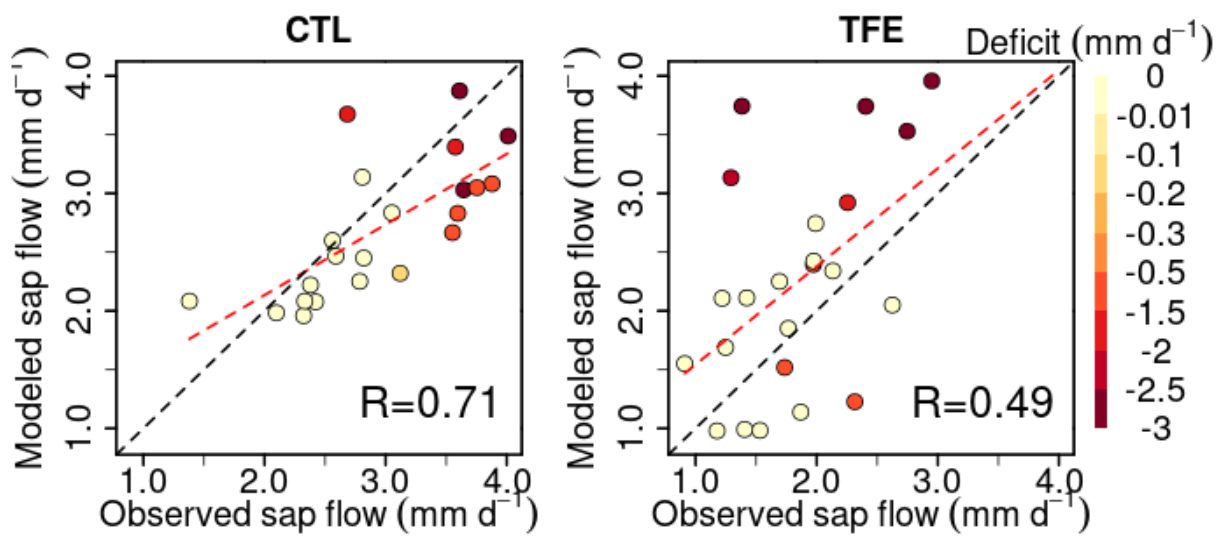 CTL
TFE
Deficit (mm d⁻¹)
Modeled sap flow (mm d⁻¹)
4.0
3.0
2.0
1.0
R=0.71
1.0 2.0 3.0 4.0
Observed sap flow (mm d⁻¹)
Modeled sap flow (mm d⁻¹)
4.0
3.0
2.0
1.0
R=0.49
1.0 2.0 3.0 4.0
Observed sap flow (mm d⁻¹)
0
-0.01
-0.1
-0.2
-0.3
-0.5
-1.5
-2
-2.5
-3